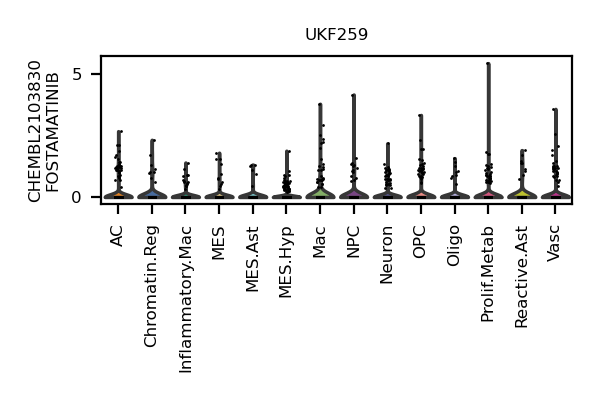 UKF259
CHEMBL2103830
FOSTAMATINIB
5
0
AC
Chromatin.Reg
Inflammatory.Mac
MES
MES.Ast
MES.Hyp
Mac
NPC
Neuron
OPC
Oligo
Prolif.Metab
Reactive.Ast
Vasc